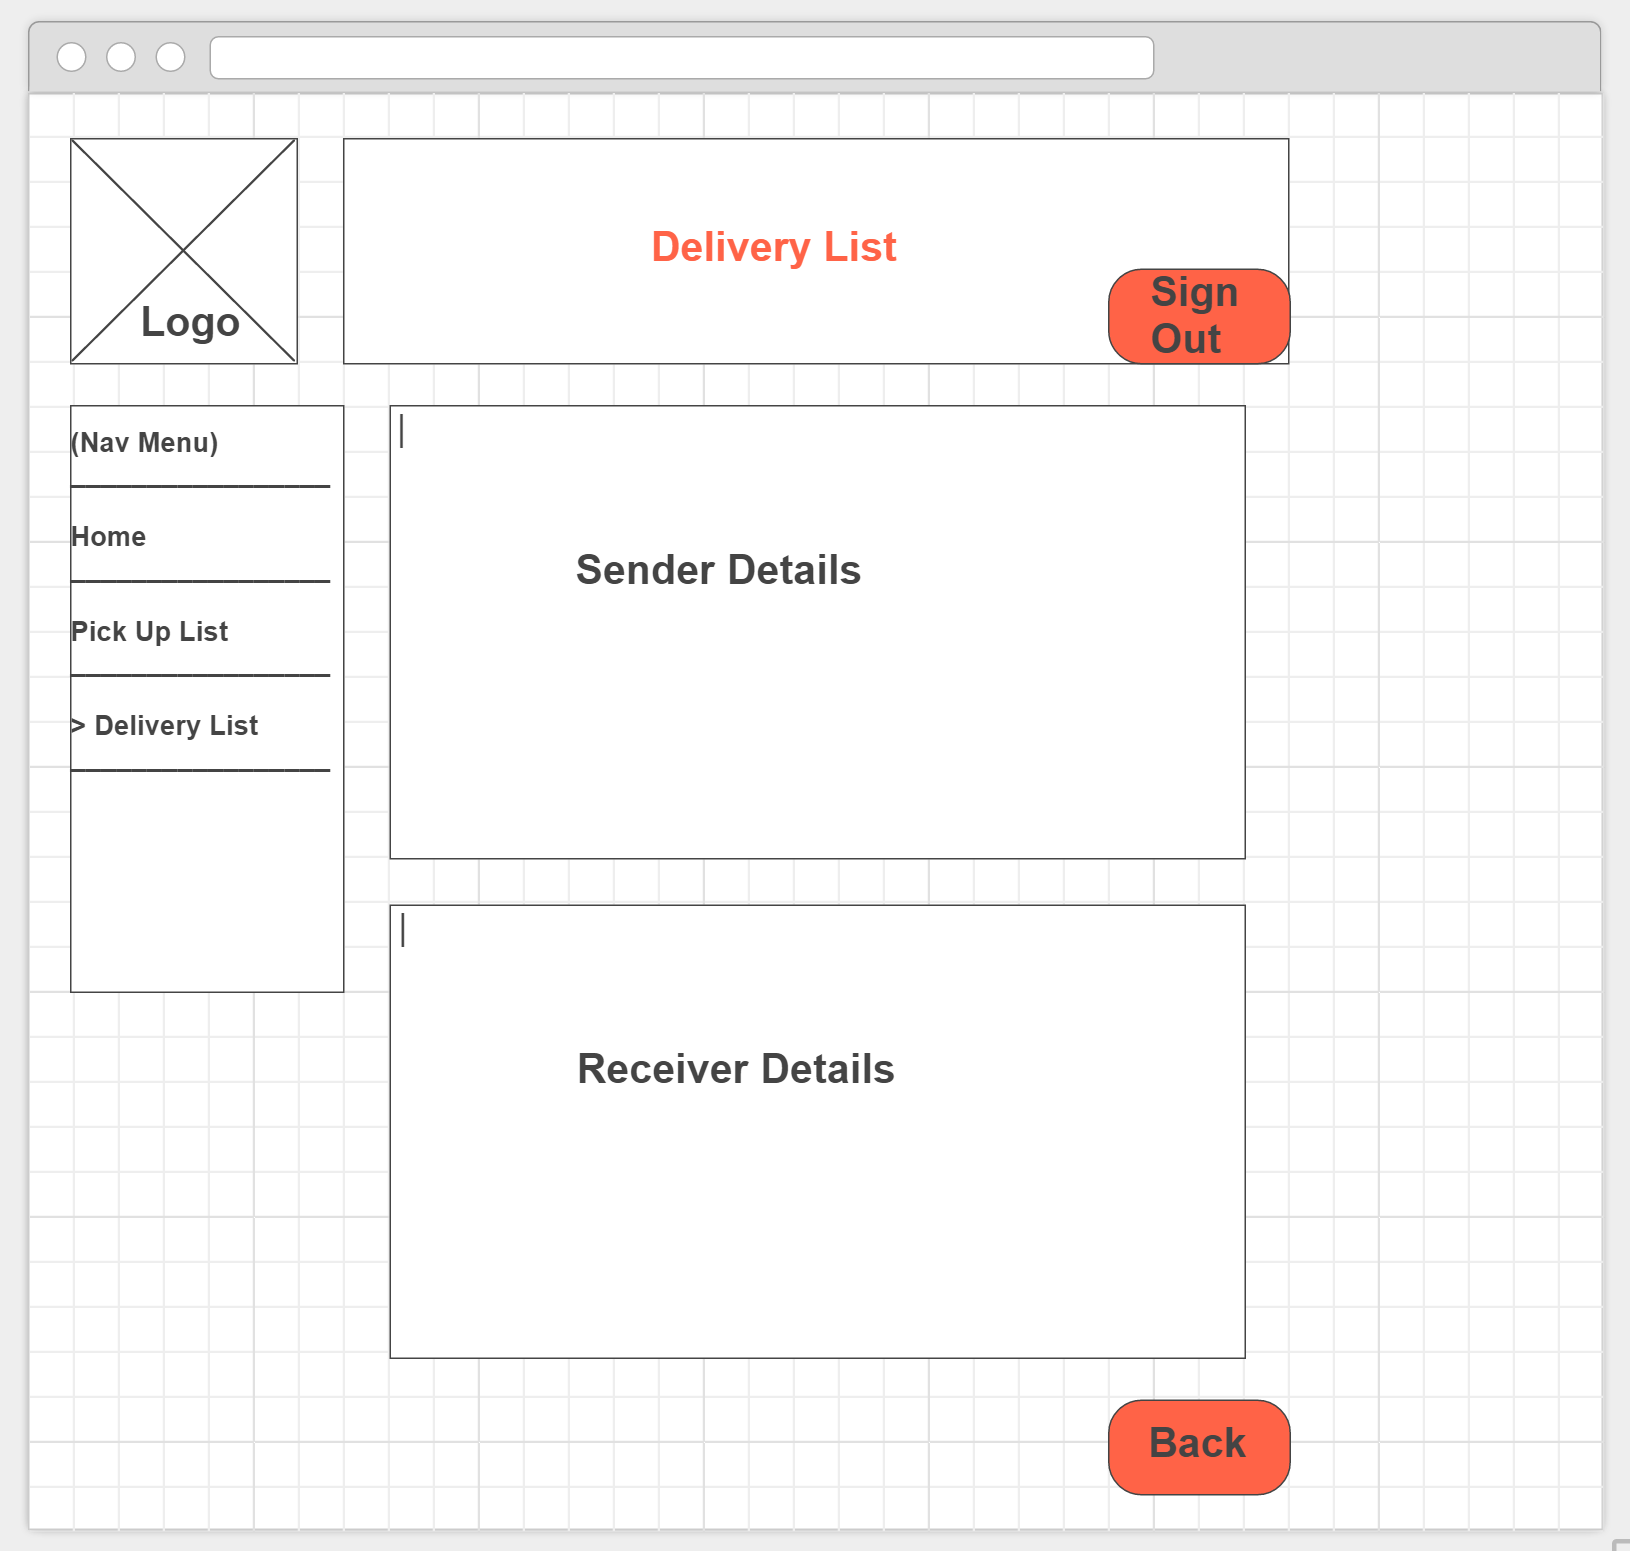 Delivery List
Sign
Out
Logo
(Nav Menu)
Home
Pick Up List
> Delivery List
Sender Details
Receiver Details
Back